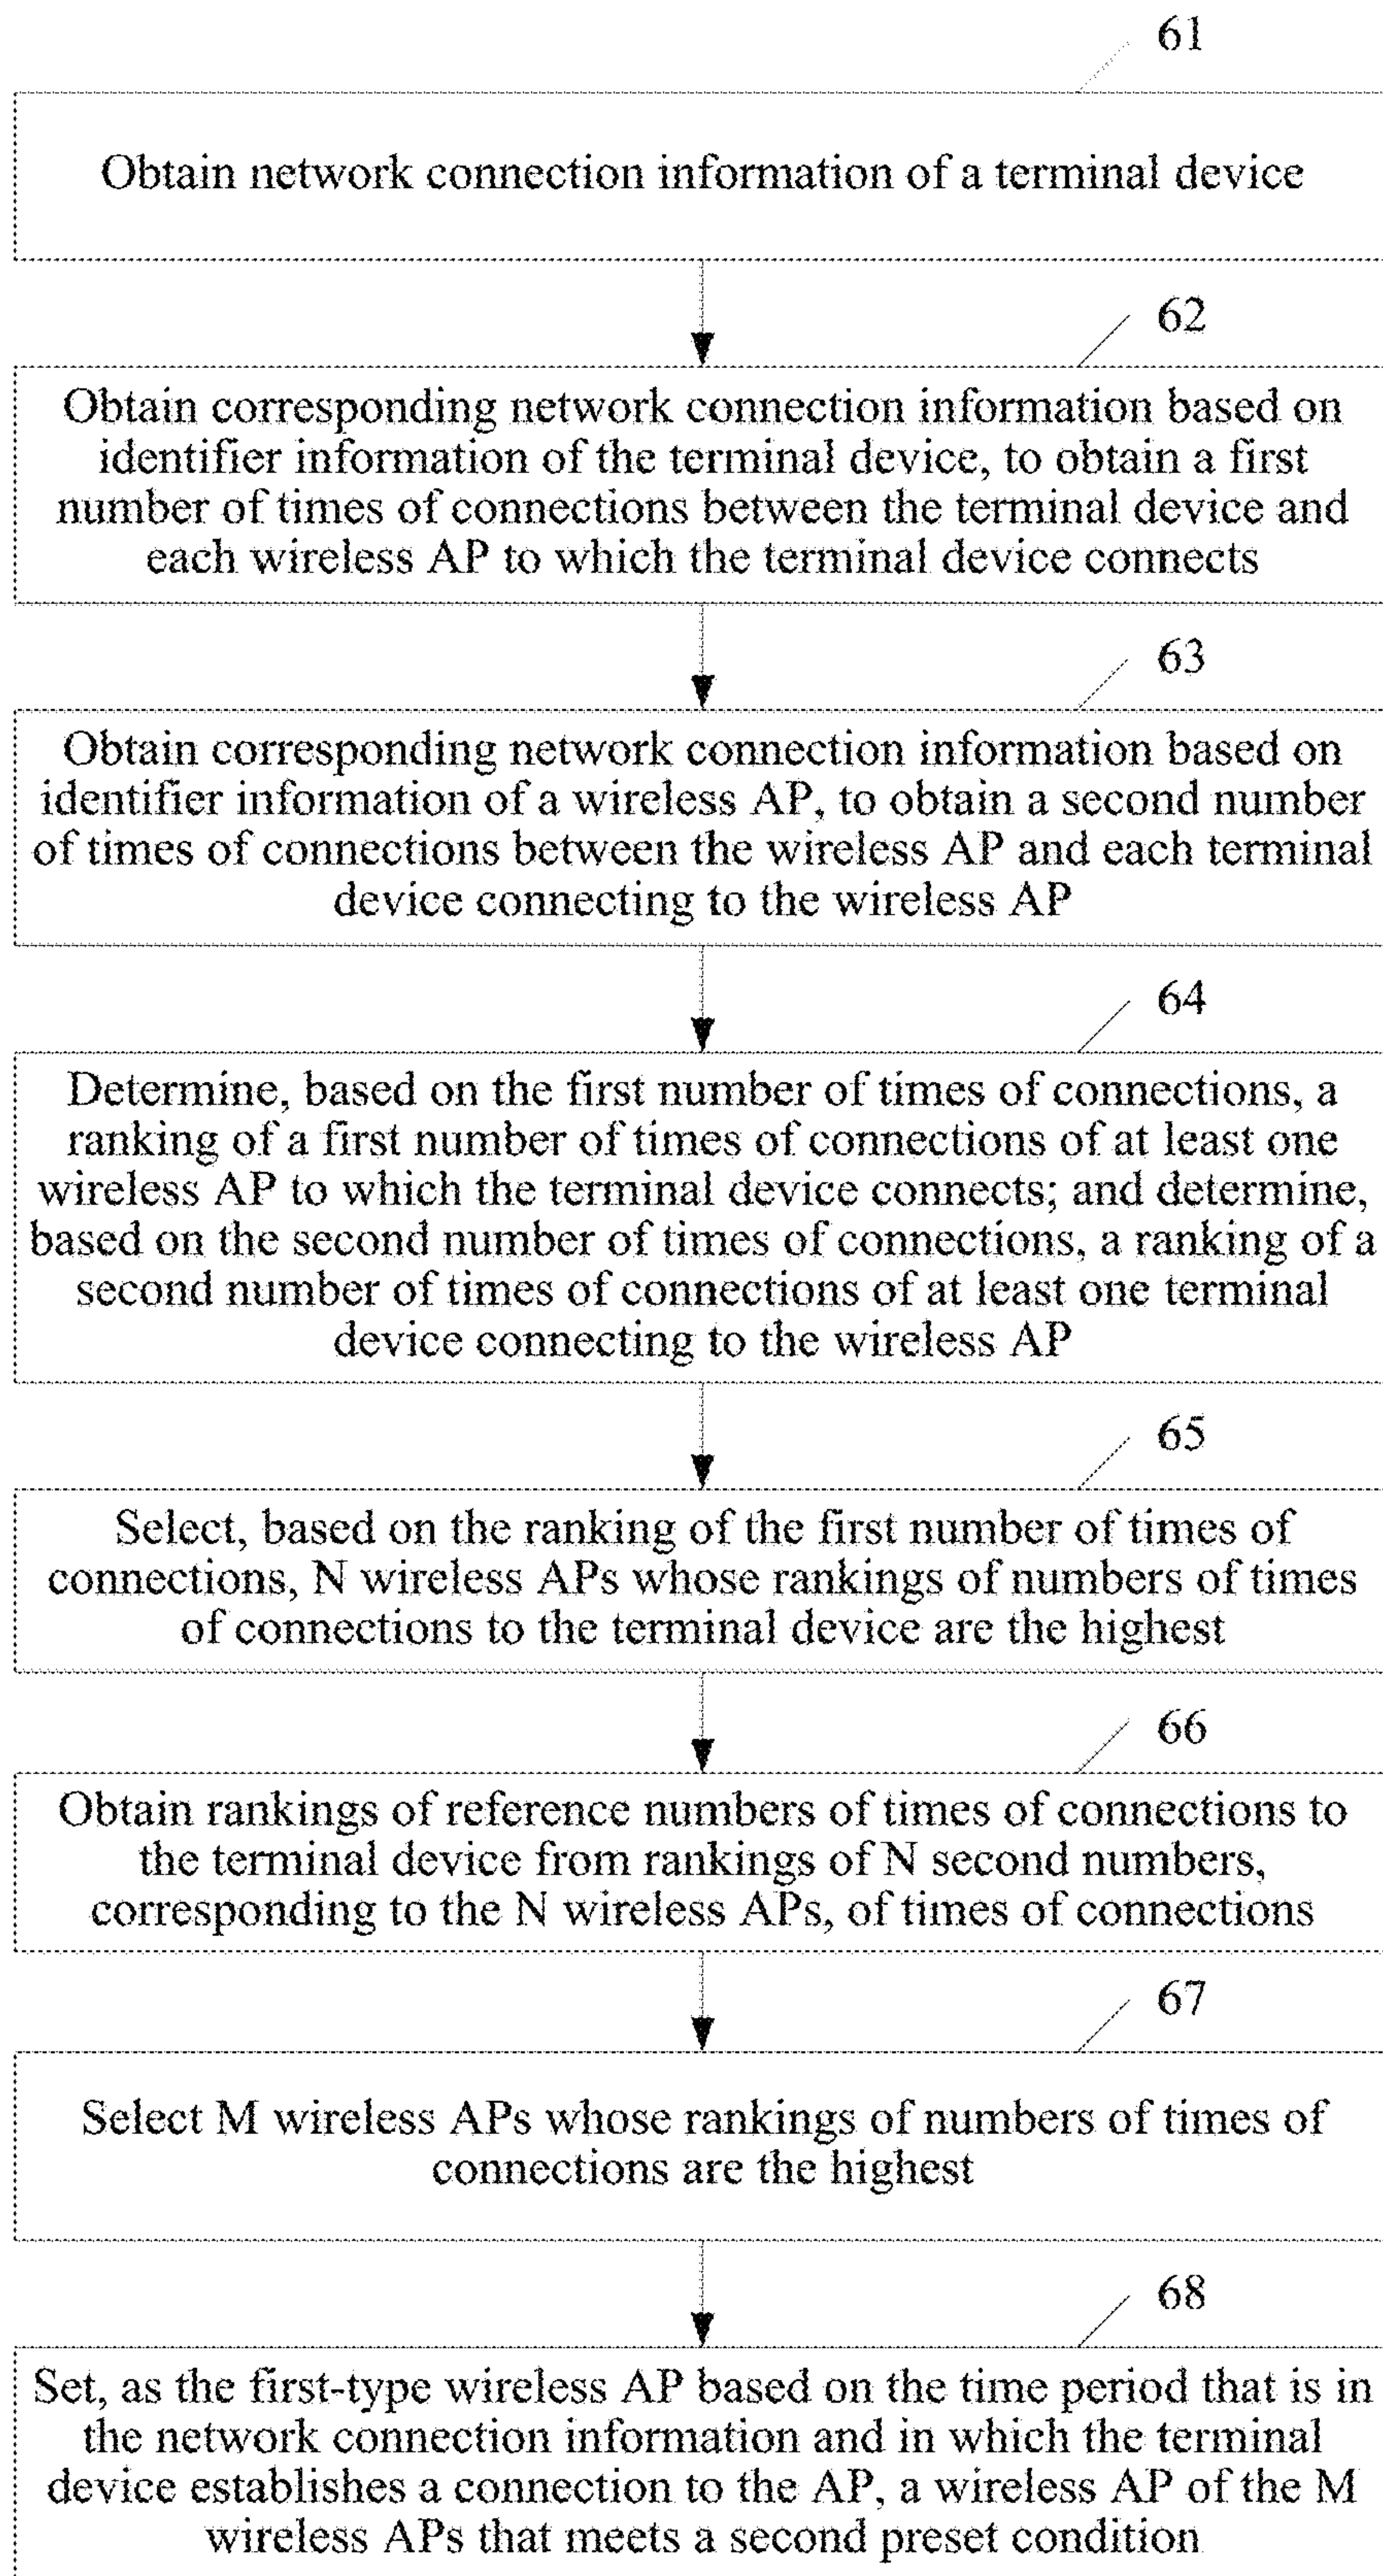 61
Obtain network connection information of a terminal device
62
Obtain corresponding network connection information based on
identifier information of the terminal device, to obtain a first
number of times of connections between the terminal device and
each wireless AP to which the terminal device connects
63
Obtain corresponding network connection information based on
identifier information of a wireless AP, to obtain a second number
of times of connections between the wireless AP and each terminal
device connecting to the wireless AP
64
Determine, based on the first number of times of connections, a
ranking of a first number of times of connections of at least one
wireless AP to which the terminal device connects; and determine,
based on the second number of times of connections, a ranking of a
second number of times of connections of at least one terminal
device connecting to the wireless AP
65
Select, based on the ranking of the first number of times of
connections, N wireless APs whose rankings of numbers of times
of connections to the terminal device are the highest
66
Obtain rankings of reference numbers of times of connections to
the terminal device from rankings of N second numbers,
corresponding to the N wireless APs, of times of connections
67
Select M wireless APs whose rankings of numbers of times of
connections are the highest
68
Set, as the first-type wireless AP based on the time period that is in
the network connection information and in which the terminal
device establishes a connection to the AP, a wireless AP of the M
wireless APs that meets a second preset condition